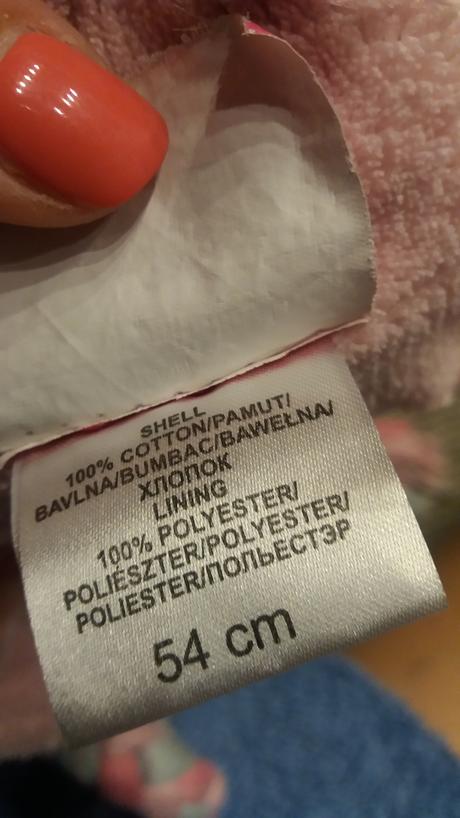 SHELL
100% COTTON/PAMUT/
BAVLNA/BUMBAC/BAWEŁNA/
ХЛОПОК
LINING
100% POLYESTER/
POLIÉSZTER/POLYESTER/
POLIESTER/ПОЛЬЕСТЭР
54 cm